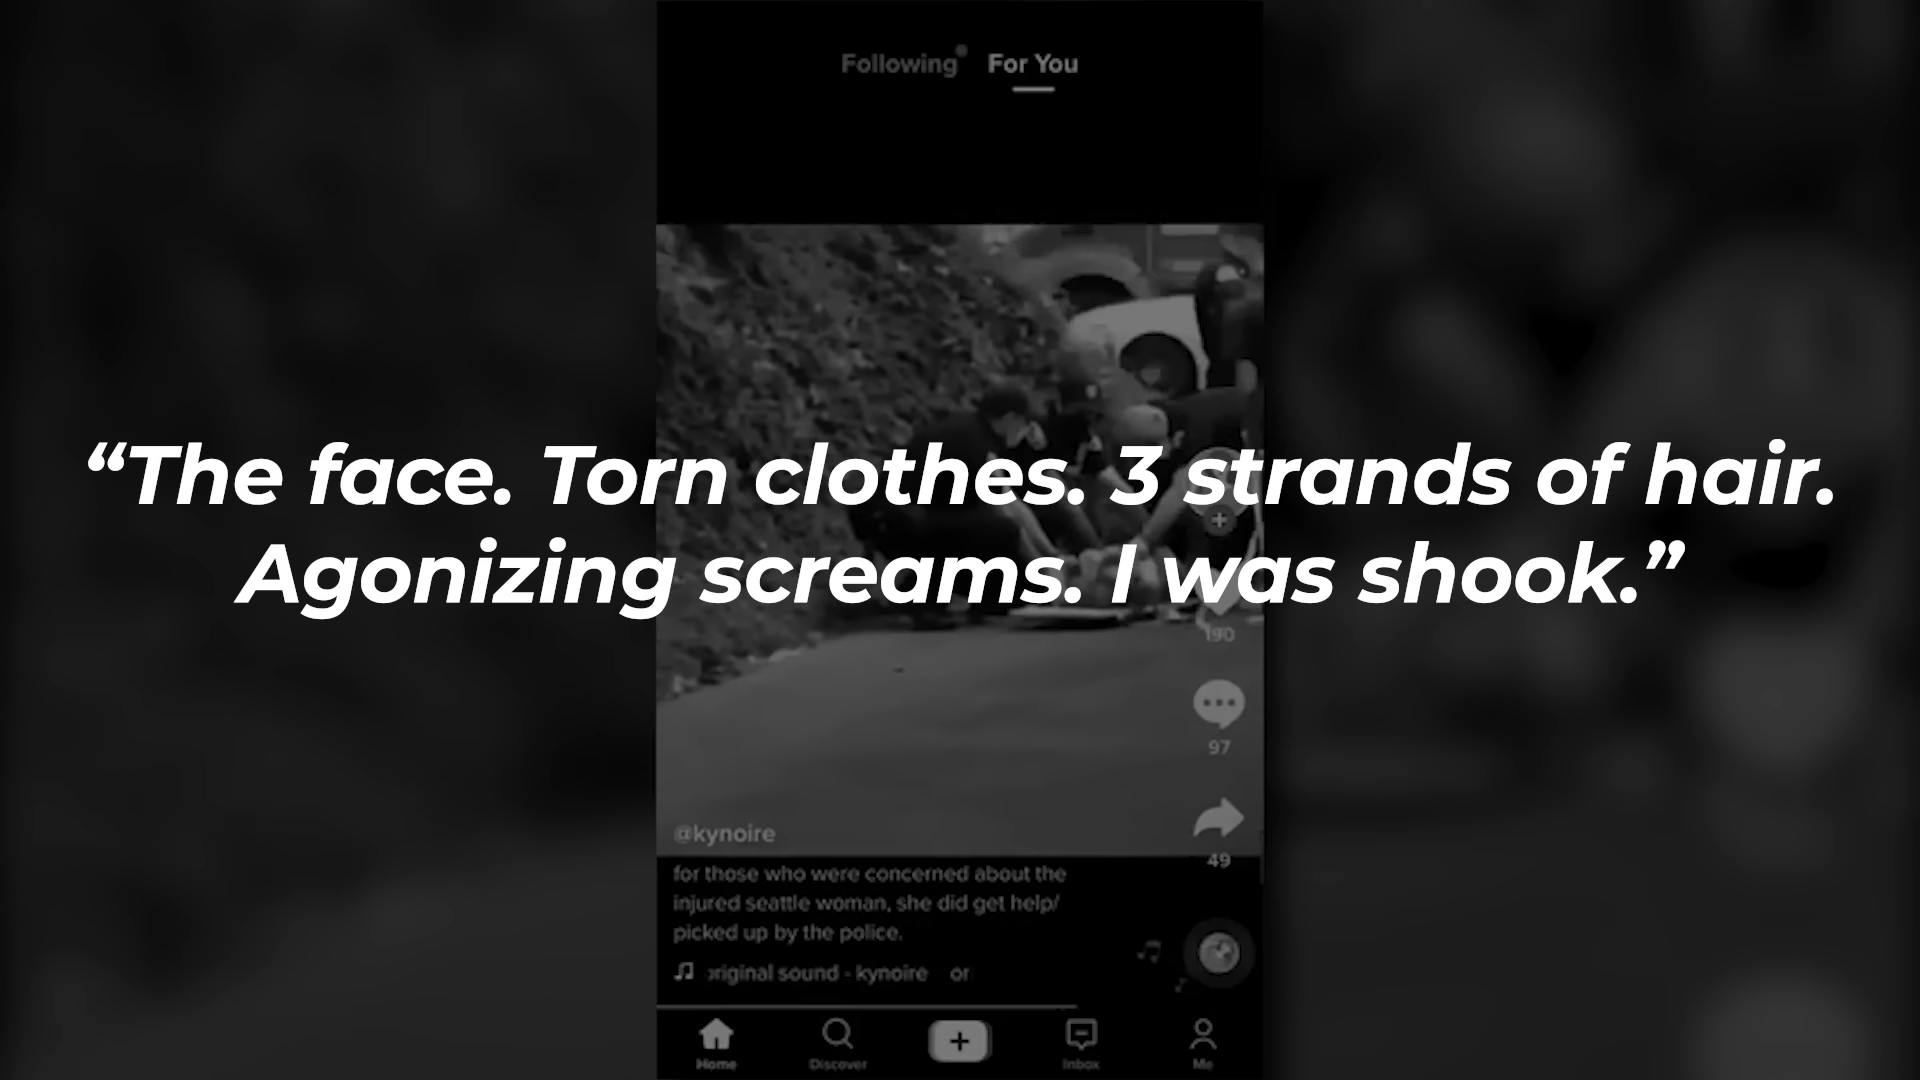 Following For You
“The face. Torn clothes. 3 strands of hair.
Agonizing screams. I was shook.”
190
97
49
@kynoire
for those who were concerned about the
injured seattle woman, she did get help/
picked up by the police.
original sound - kynoire or
Home Discover Inbox Me